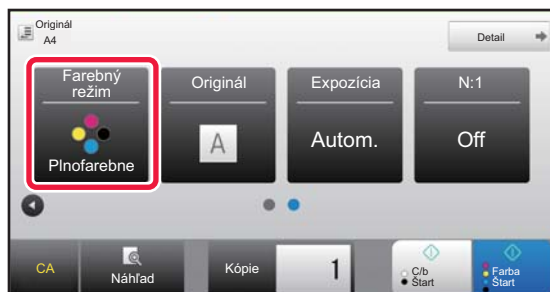 Originál
A4
Detail
Farebný
režim
Plnofarebne
Originál
A
Expozícia
Autom.
N:1
Off
CA
Náhľad
Kópie
1
C/b
Štart
Farba
Štart